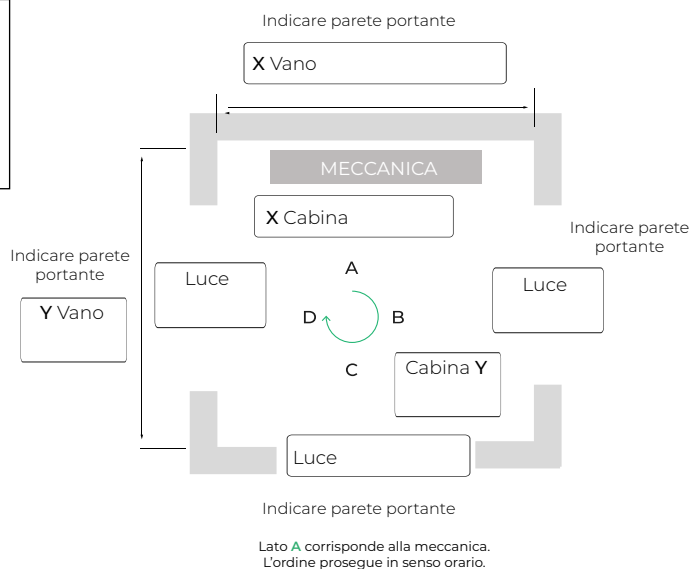 Indicare parete portante
X Vano
MECCANICA
X Cabina
Indicare parete
portante
Indicare parete
portante
Luce
Luce
Y Vano
A
D
B
C
Cabina Y
Luce
Indicare parete portante
Lato A corrisponde alla meccanica.
L'ordine prosegue in senso orario.